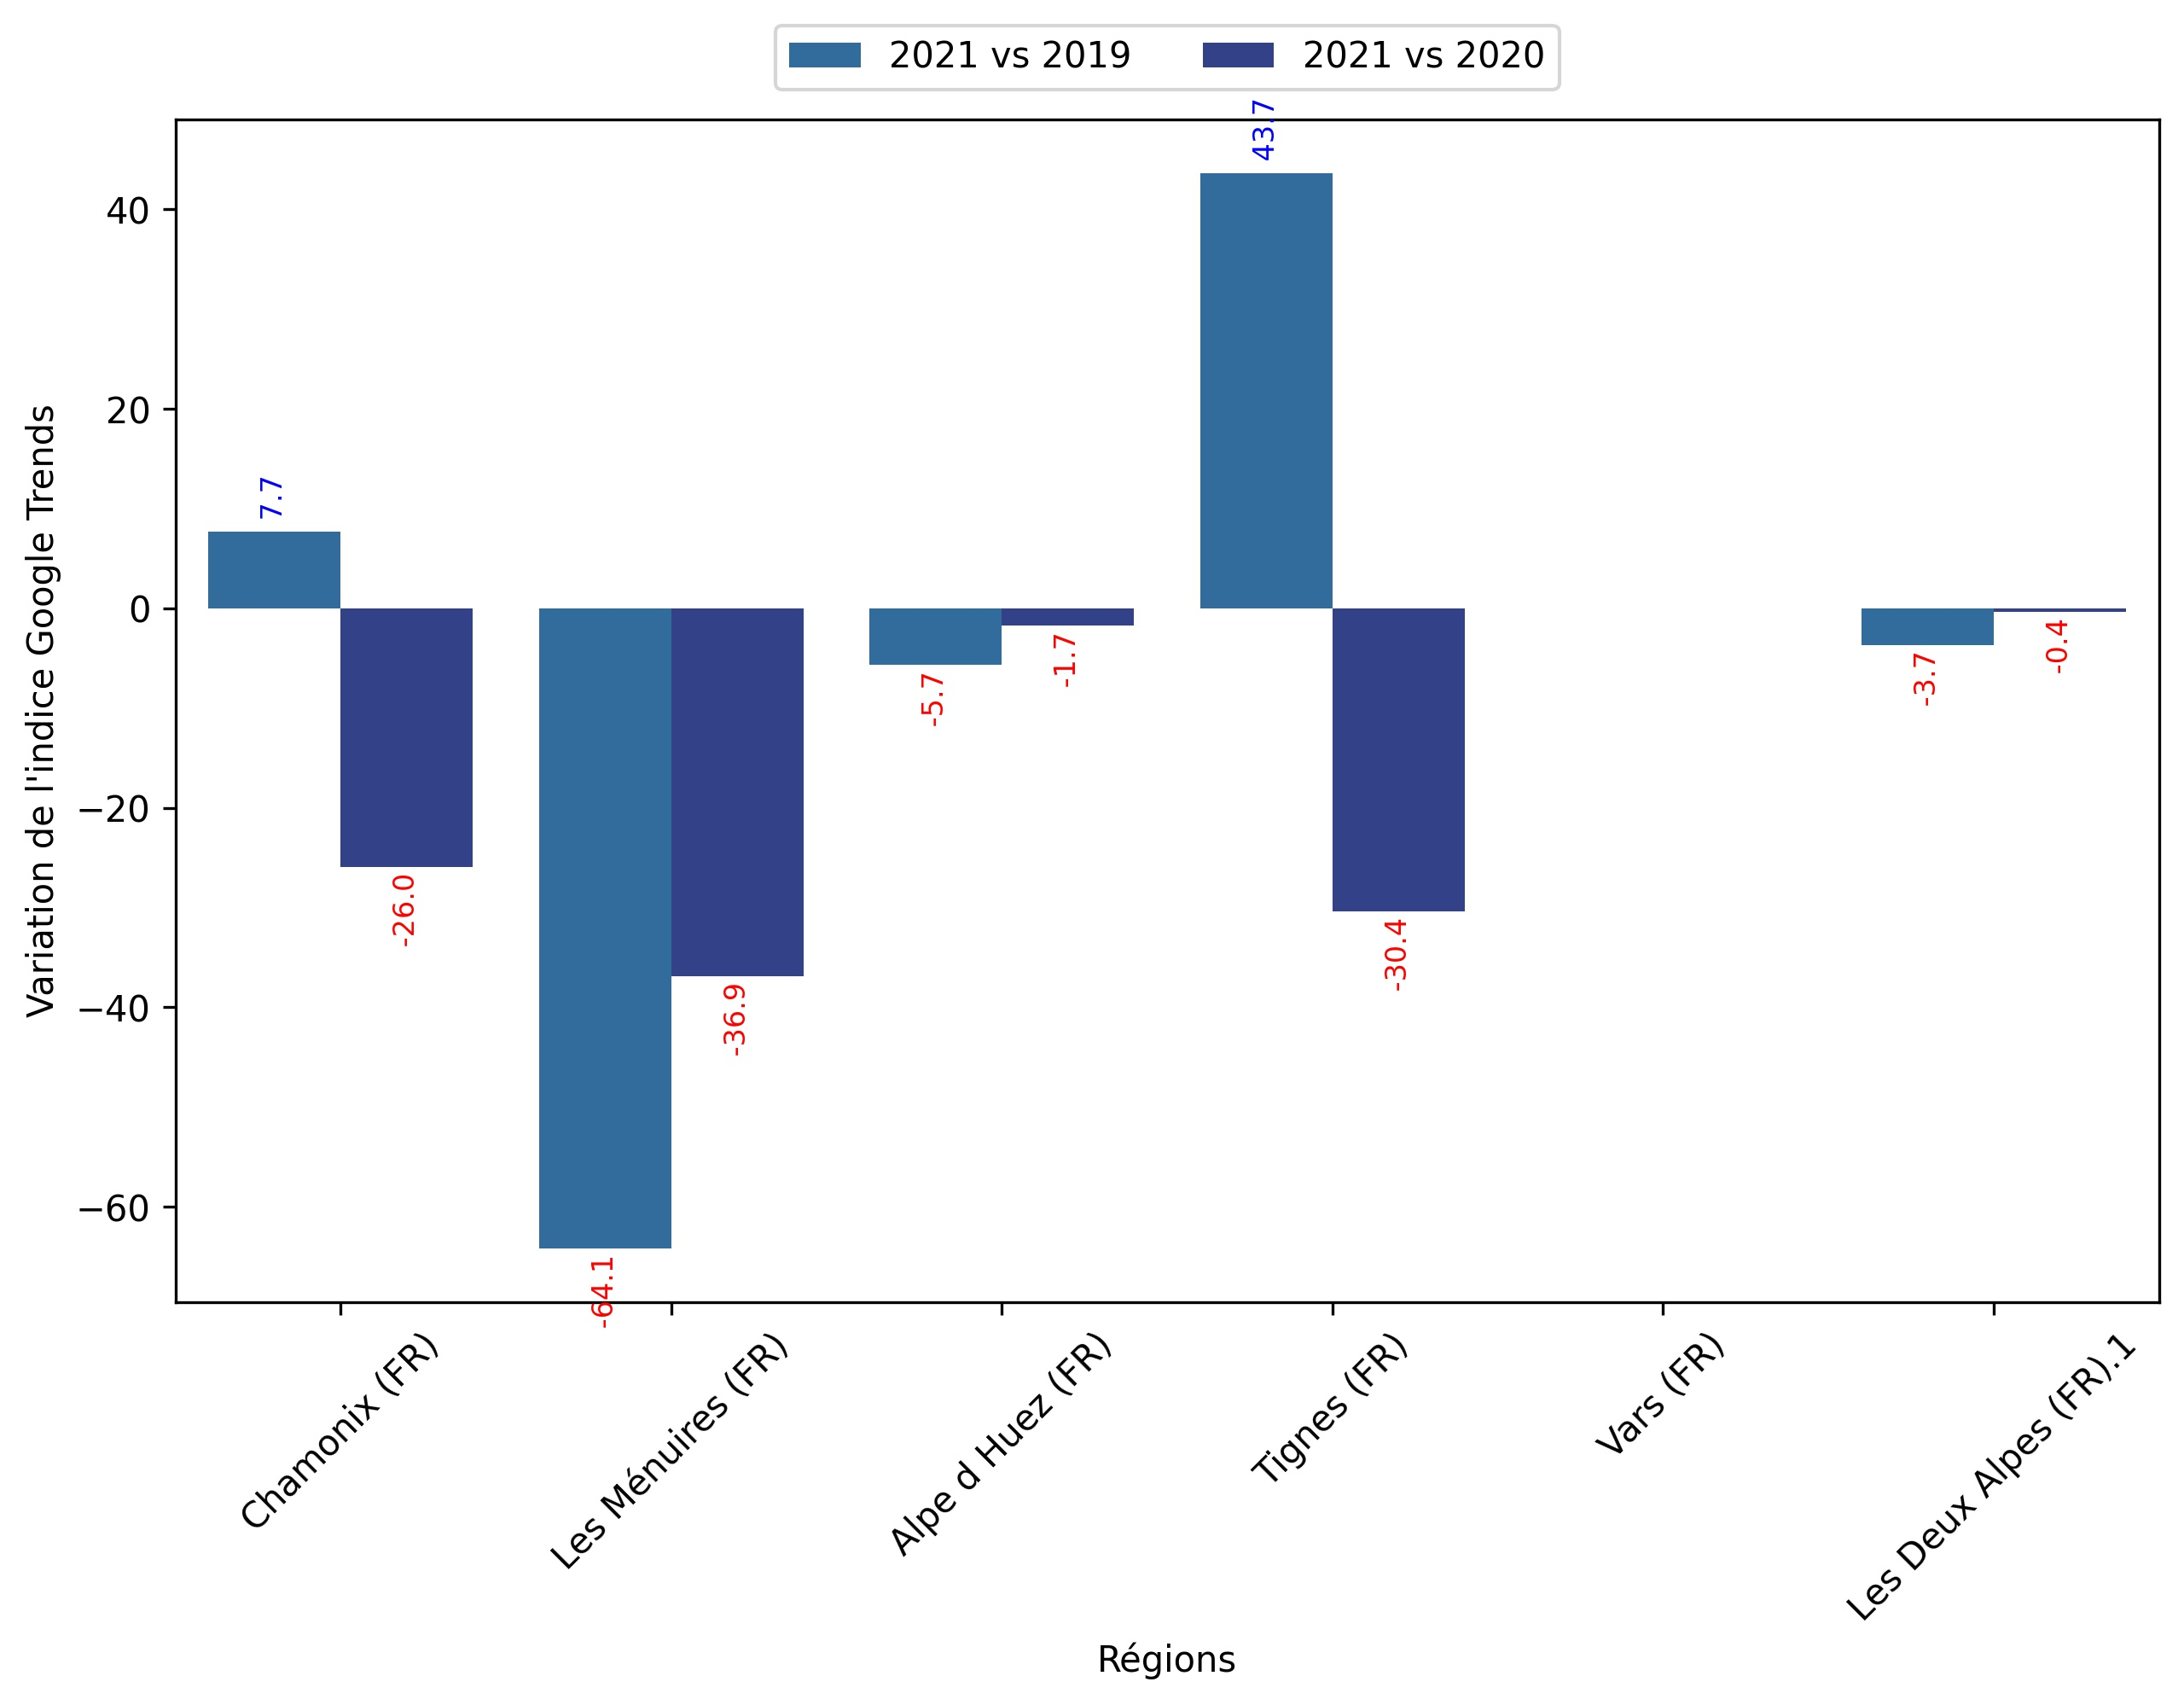 2021 vs 2019 2021 vs 2020
Variation de l'indice Google Trends
40
20
0
−20
−40
−60
7.7
-26.0
-64.1
-36.9
-5.7
-1.7
43.7
-30.4
-3.7
-0.4
Chamonix (FR)
Les Ménuires (FR)
Alpe d Huez (FR)
Tignes (FR)
Vars (FR)
Les Deux Alpes (FR).1
Régions